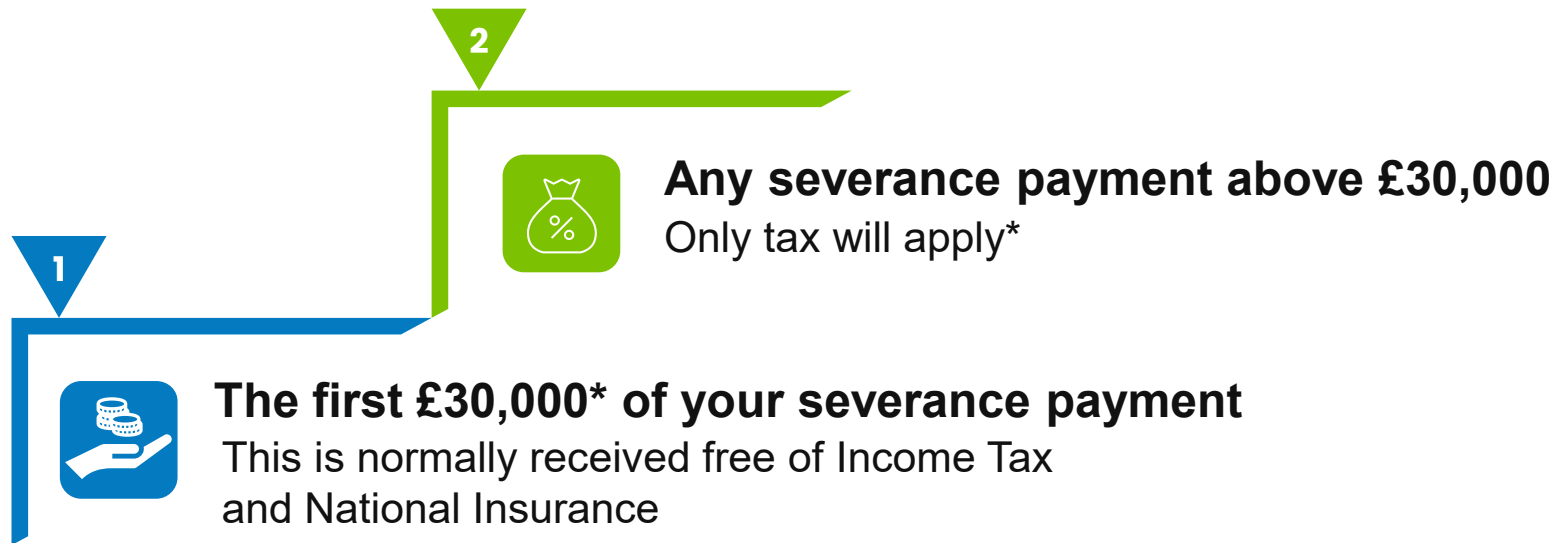 2
Any severance payment above £30,000
Only tax will apply*
1
The first £30,000* of your severance payment
This is normally received free of Income Tax
and National Insurance
%